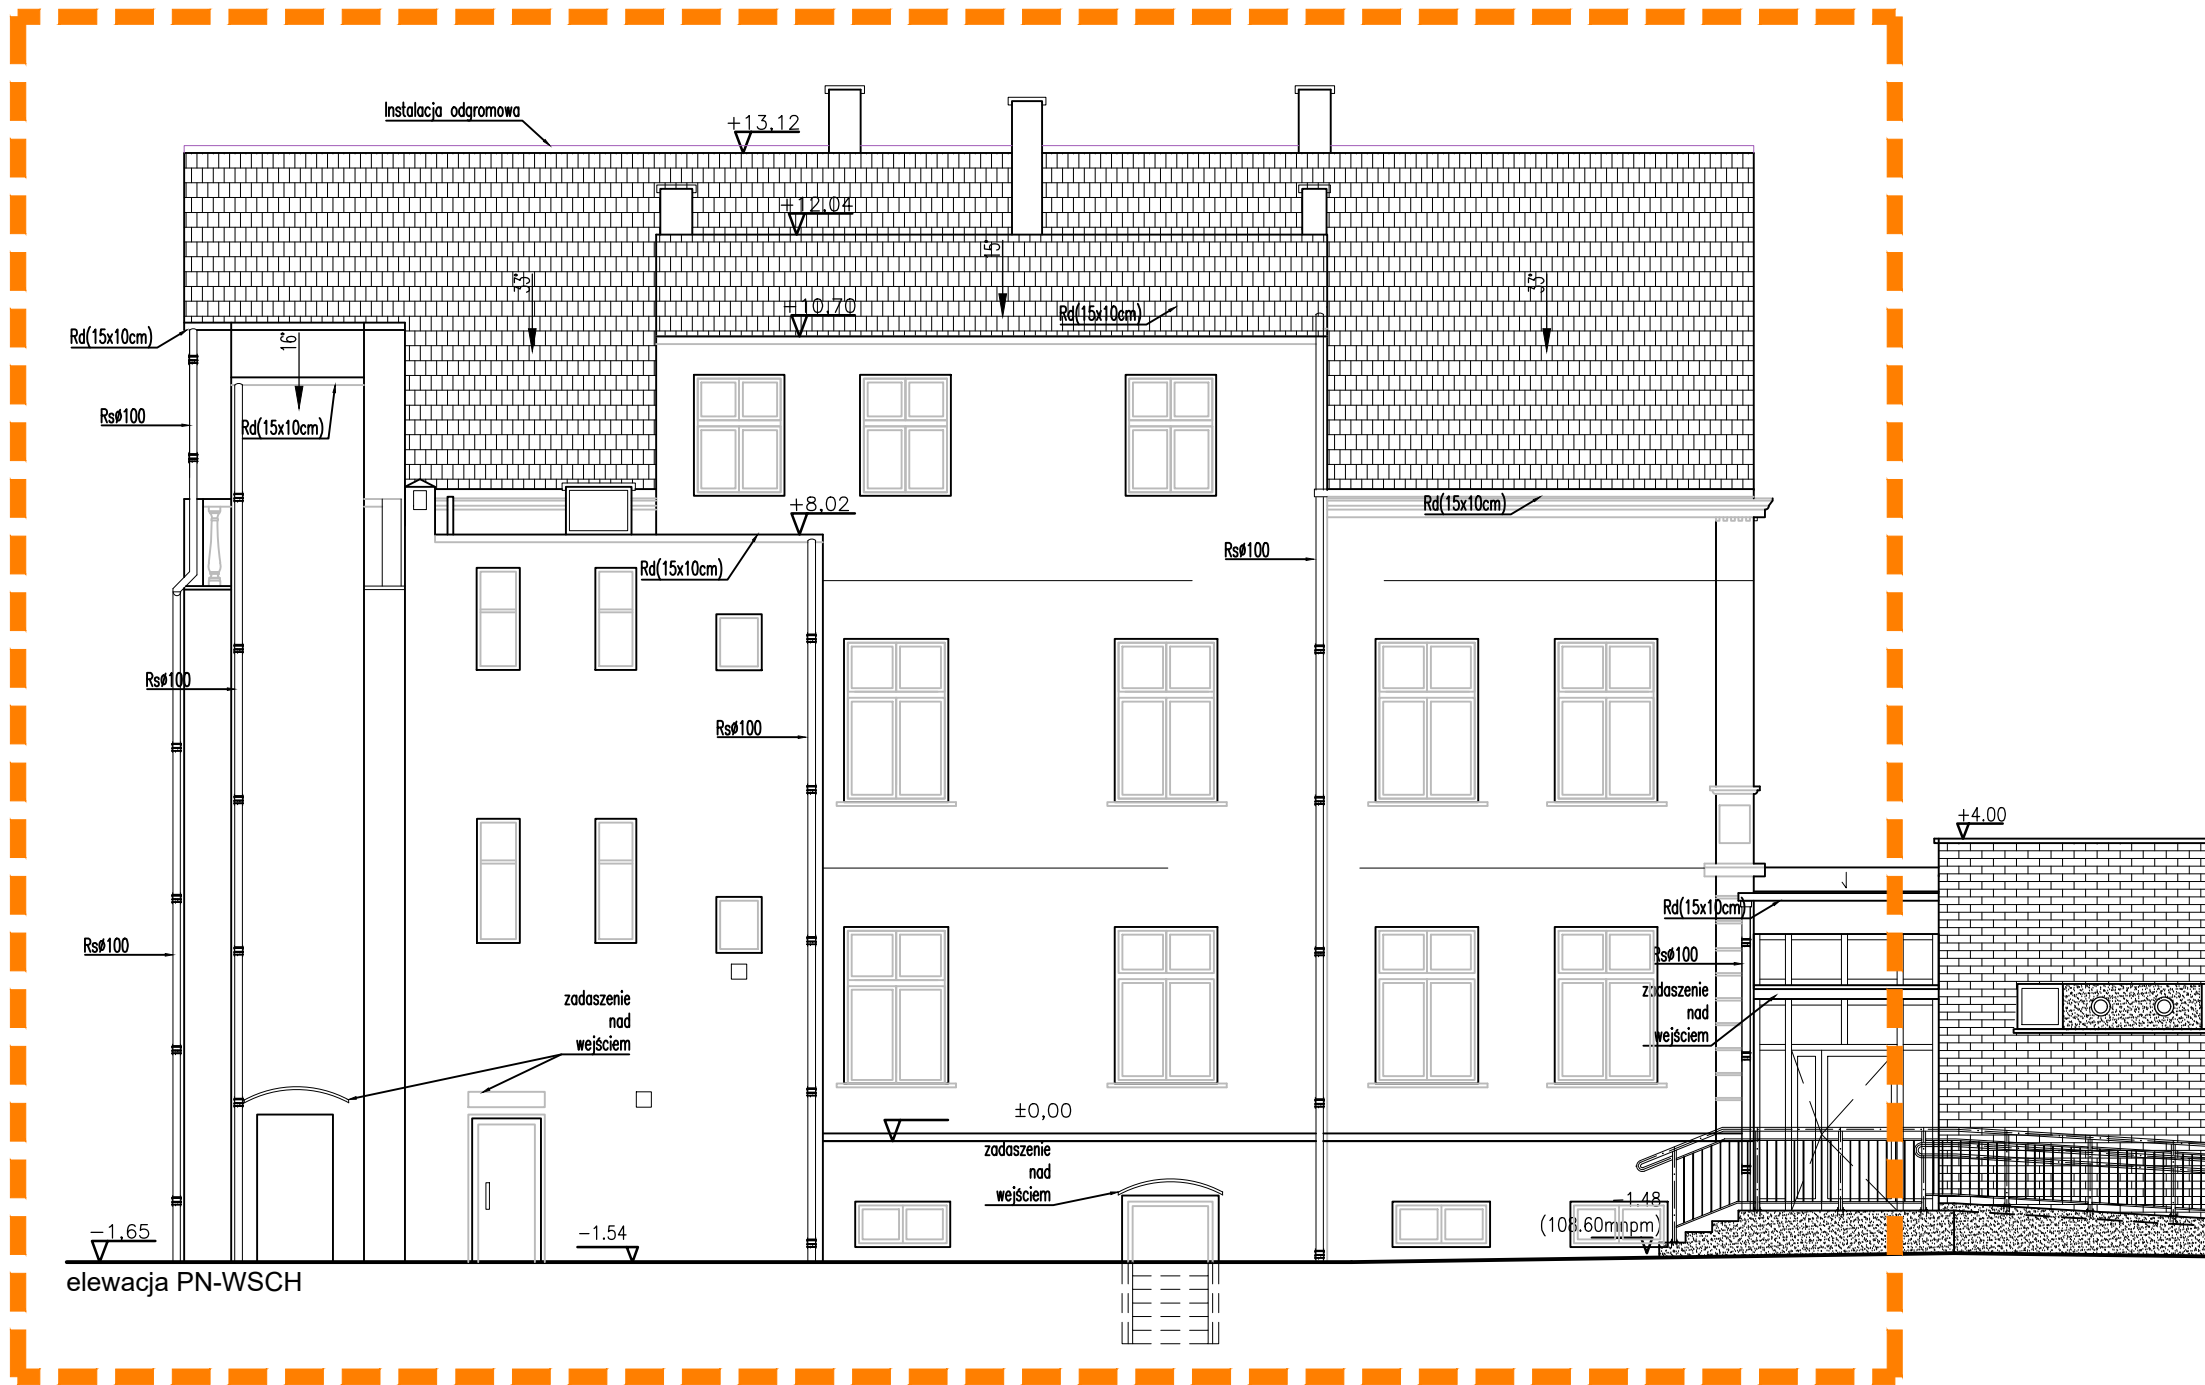 Instalacja odgromowa
+13,12
+12,04
15°
33°
33°
+10,70
Rd(15x10cm)
Rd(15x10cm)
16°
Rsø100
Rd(15x10cm)
+8,02
Rd(15x10cm)
Rd(15x10cm)
Rsø100
Rsø100
Rsø100
+4.00
Rd(15x10cm)
Rsø100
Rsø100
zadaszenie
nad
wejściem
zadaszenie
nad
wejściem
±0,00
zadaszenie
nad
wejściem
-1,48
(108.60mnpm)
-1,65
-1.54
elewacja PN-WSCH